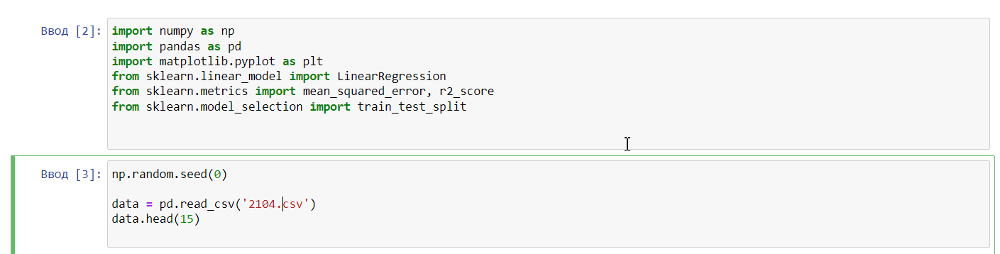 Ввод [2]: import numpy as np
import pandas as pd
import matplotlib.pyplot as plt
from sklearn.linear_model import LinearRegression
from sklearn.metrics import mean_squared_error, r2_score
from sklearn.model_selection import train_test_split
Ввод [3]: np.random.seed(0)
data = pd.read_csv('2104.csv')
data.head(15)